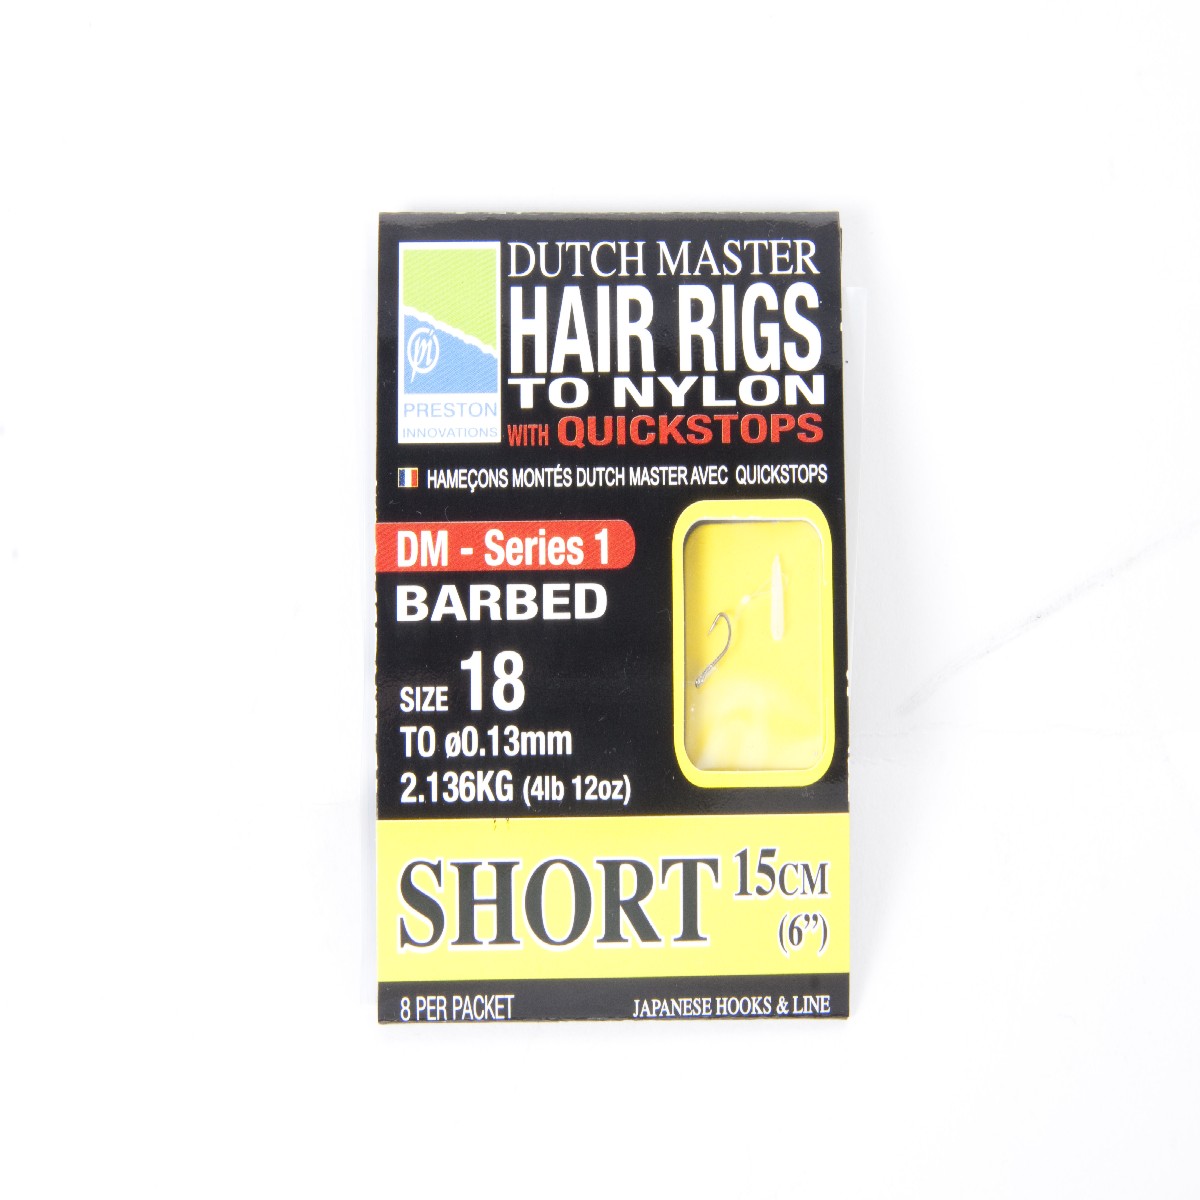 DUTCH MASTER
HAIR RIGS
TO NYLON
WITH QUICKSTOPS
PRESTON
INNOVATIONS
HAMEÇONS MONTÉS DUTCH MASTER AVEC QUICKSTOPS
DM - Series 1
BARBED
SIZE 18
TO ø0.13mm
2.136KG (4lb 12oz)
SHORT 15CM
(6”)
8 PER PACKET
JAPANESE HOOKS & LINE